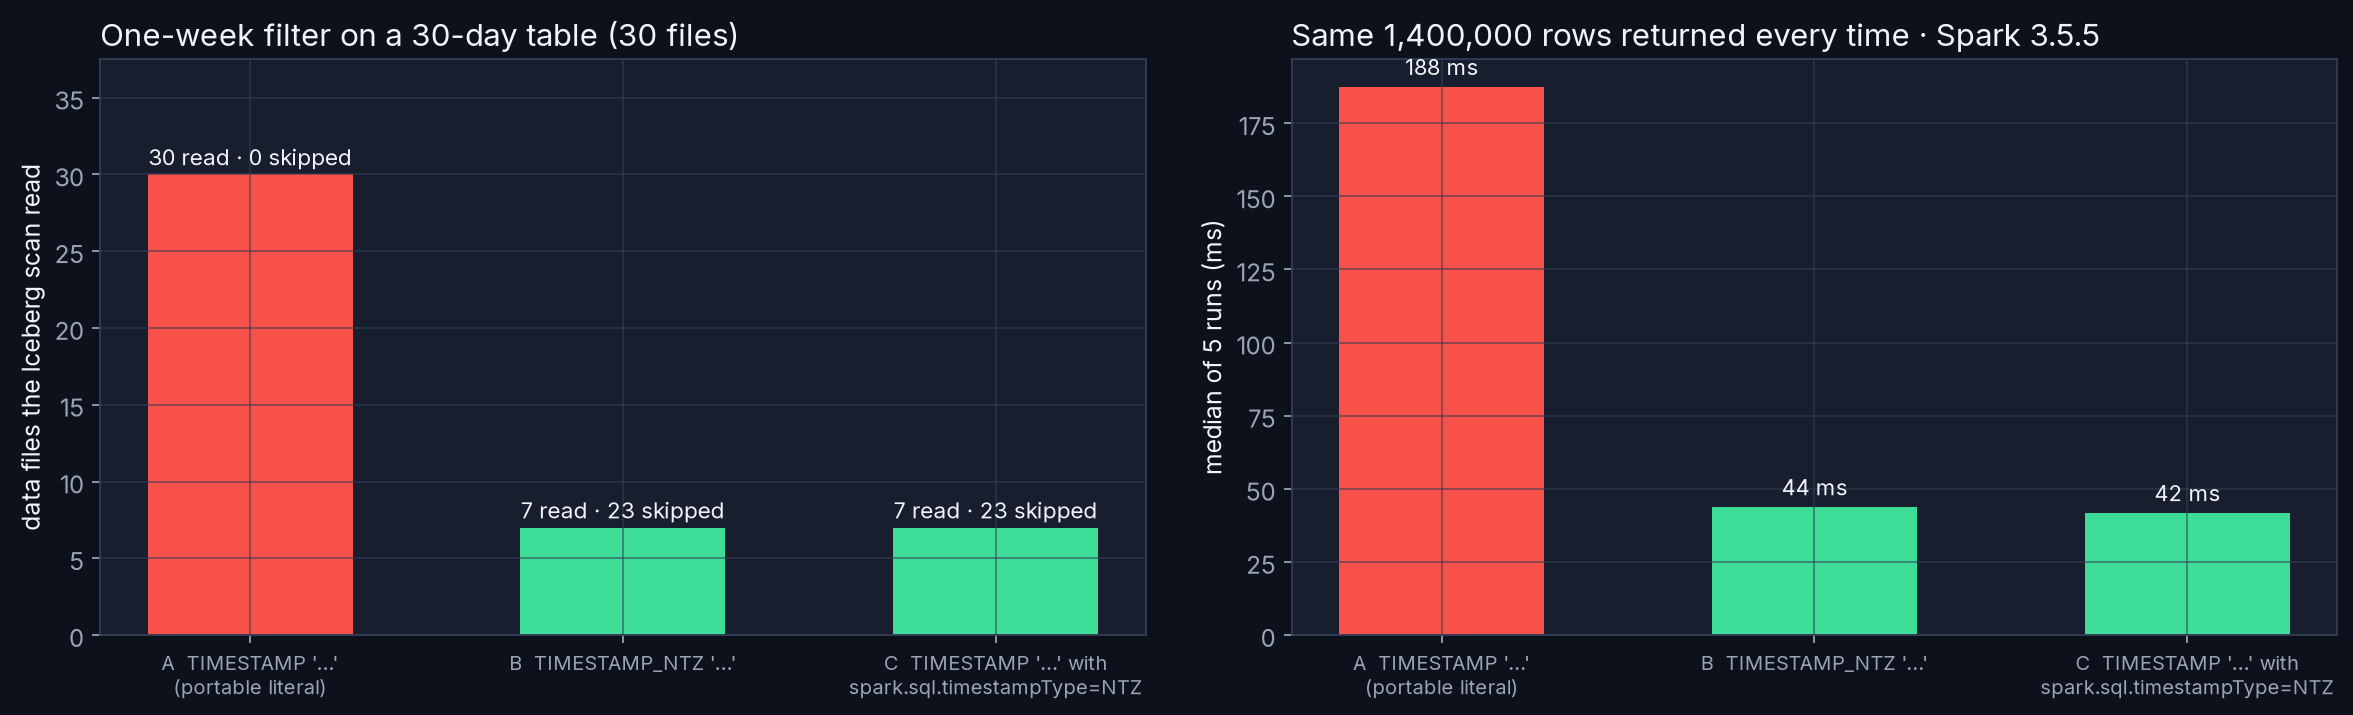 One-week filter on a 30-day table (30 files)
data files the Iceberg scan read
35
30
25
20
15
10
5
0
30 read · 0 skipped
7 read · 23 skipped
7 read · 23 skipped
A TIMESTAMP '...'
(portable literal)
B TIMESTAMP_NTZ '...'
C TIMESTAMP '...' with
spark.sql.timestampType=NTZ
Same 1,400,000 rows returned every time · Spark 3.5.5
median of 5 runs (ms)
175
150
125
100
75
50
25
0
188 ms
44 ms
42 ms
A TIMESTAMP '...'
(portable literal)
B TIMESTAMP_NTZ '...'
C TIMESTAMP '...' with
spark.sql.timestampType=NTZ